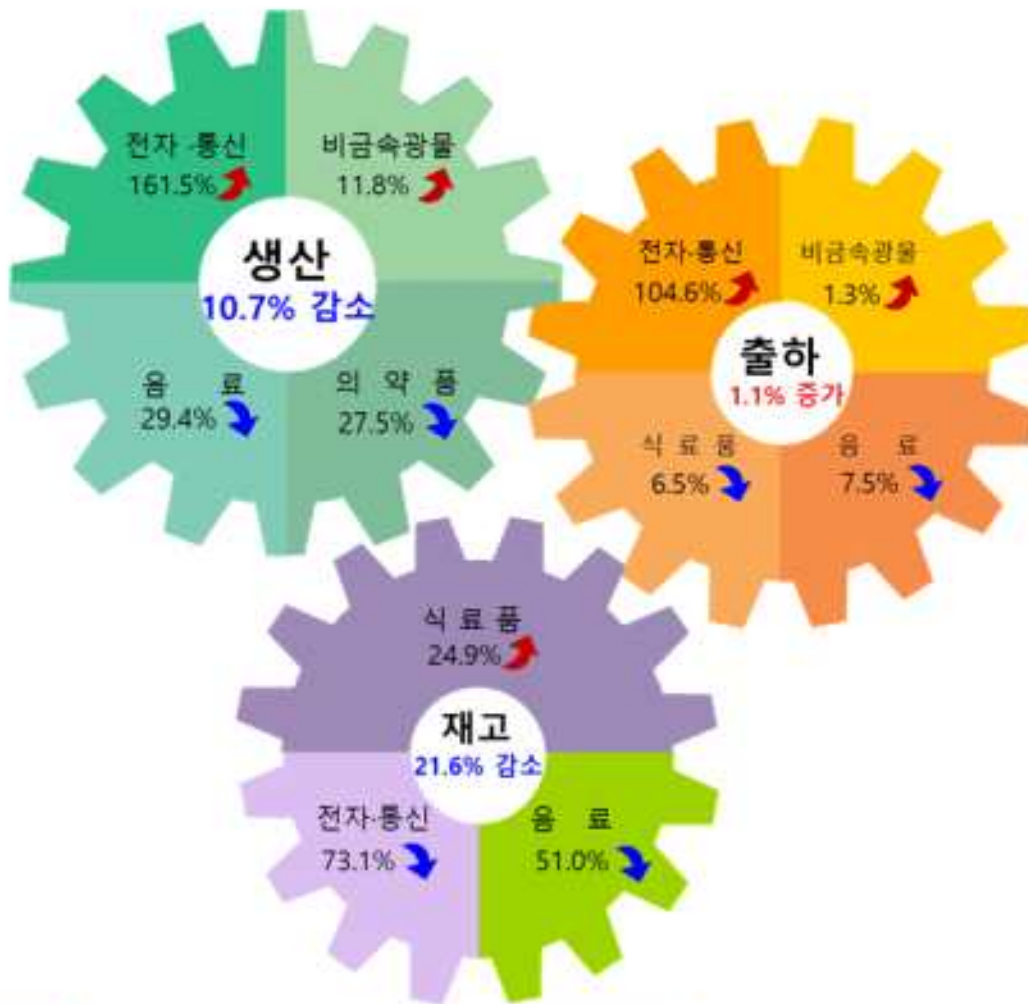 전자·통신
161.5%
비금속광물
11.8%
생산
10.7% 감소
음 료
29.4%
의 약 품
27.5%
전자·통신
104.6%
비금속광물
1.3%
출하
1.1% 증가
식 료 품
6.5%
음 료
7.5%
식 료 품
24.9%
재고
21.6% 감소
전자·통신
73.1%
음 료
51.0%